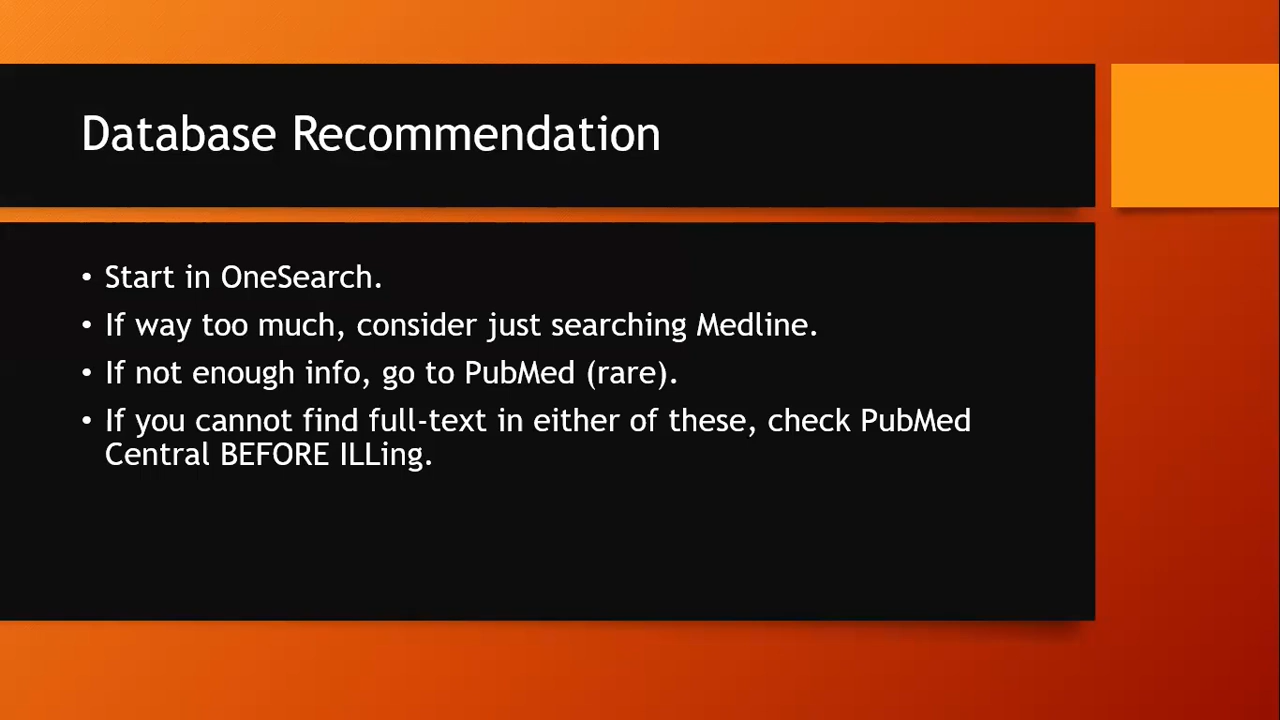 Database Recommendation
• Start in OneSearch.
• If way too much, consider just searching Medline.
• If not enough info, go to PubMed (rare).
• If you cannot find full-text in either of these, check PubMed
Central BEFORE ILLing.